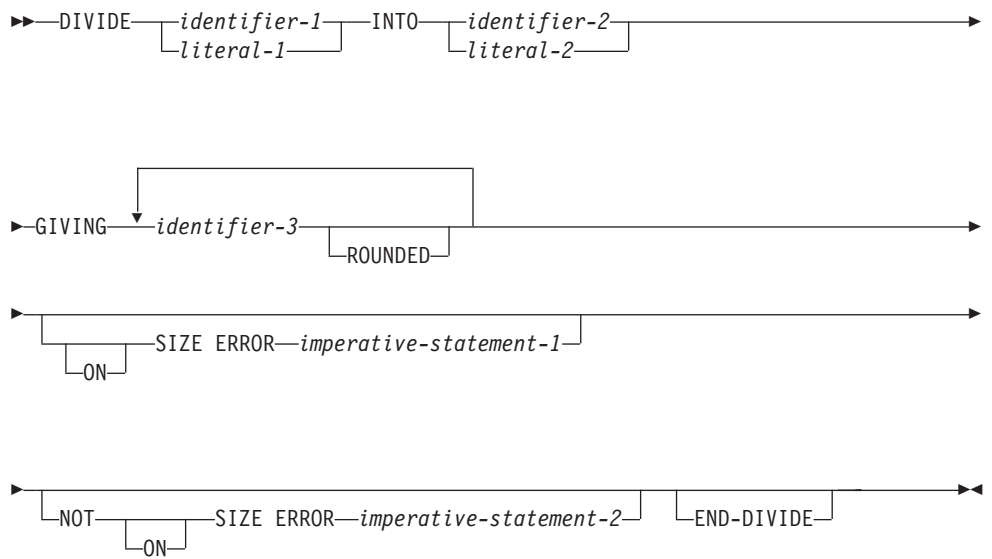 DIVIDE identifier-1 INTO identifier-2
literal-1 literal-2
GIVING identifier-3
ROUNDED
SIZE ERROR imperative-statement-1
ON
NOT SIZE ERROR imperative-statement-2 END-DIVIDE
ON